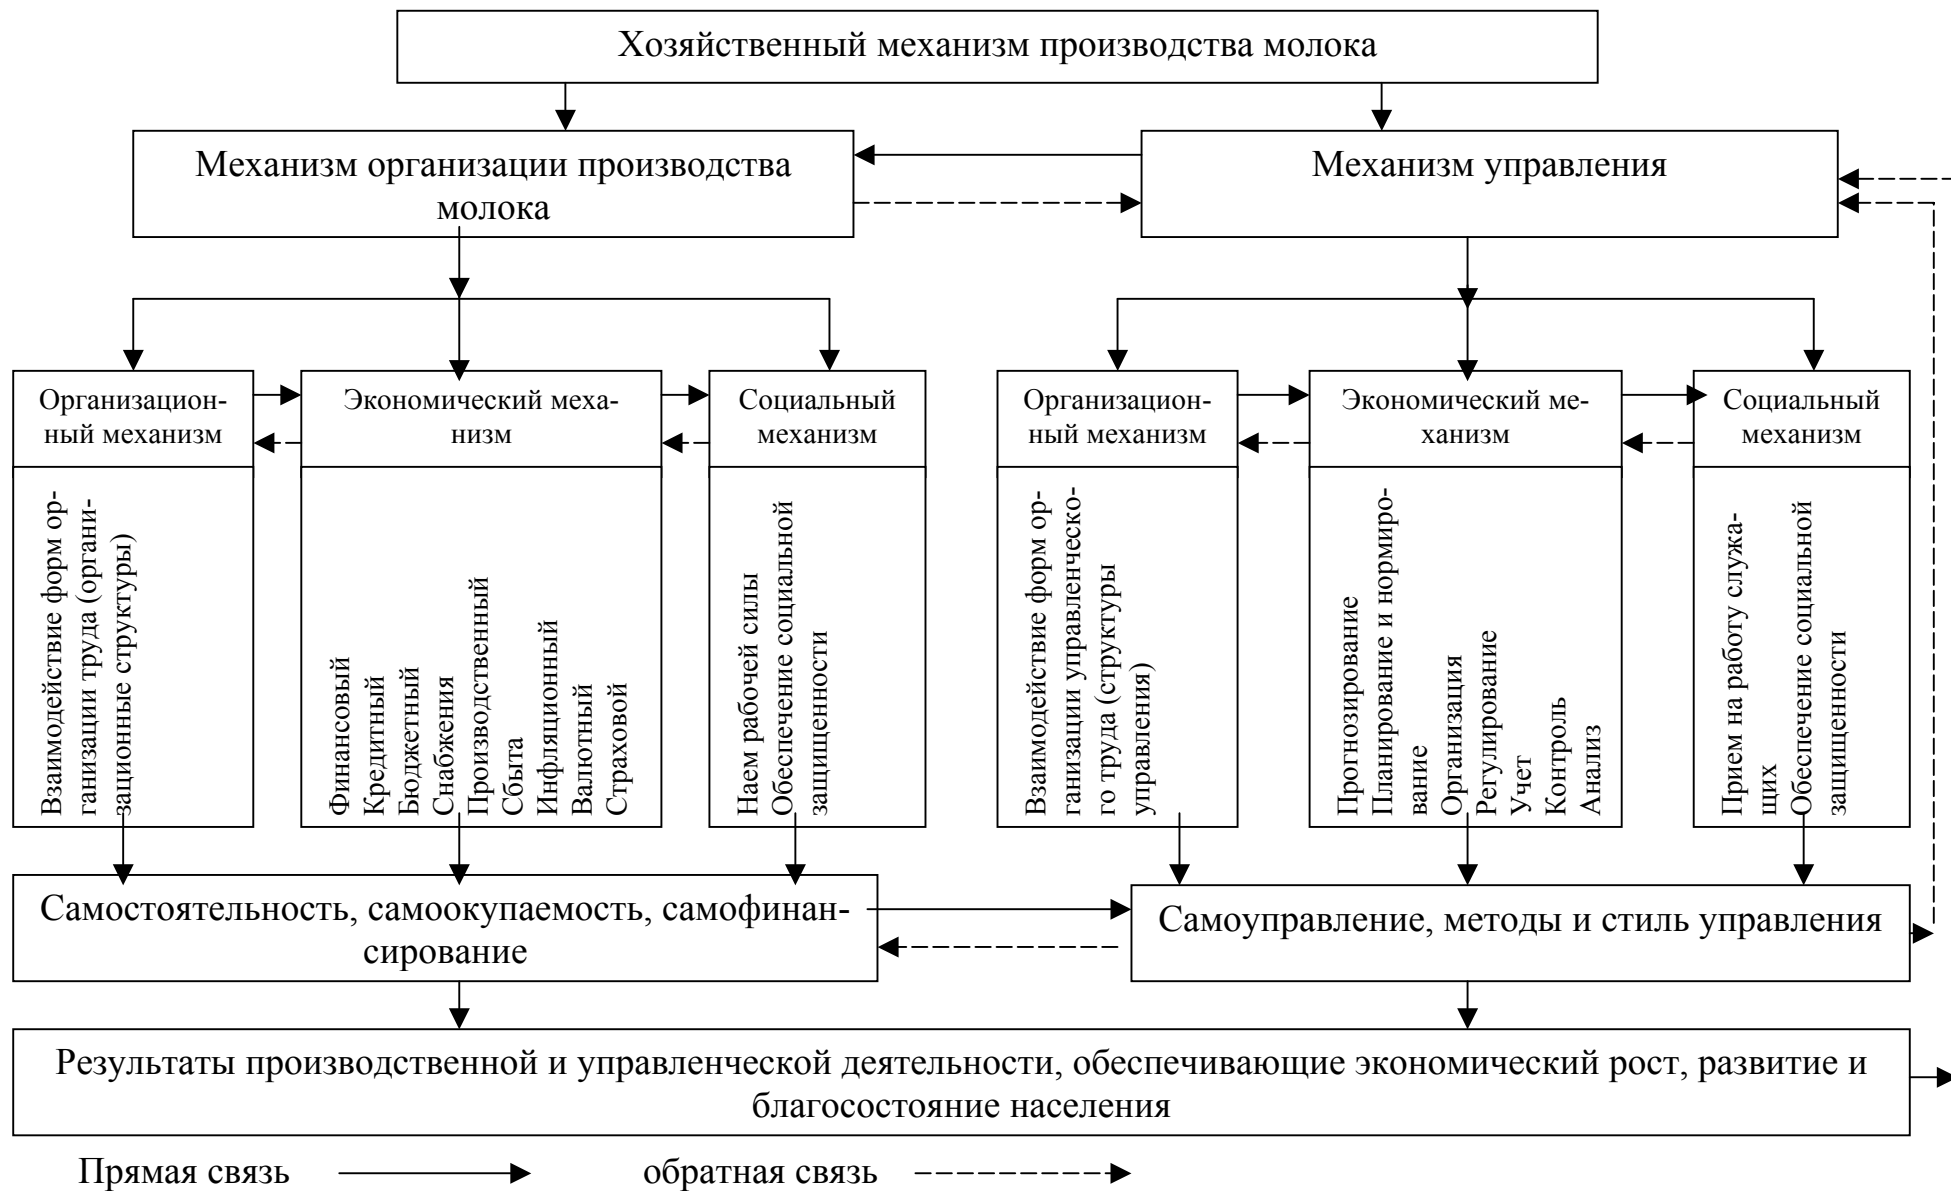 Хозяйственный механизм производства молока
Механизм организации производства
молока
Механизм управления
Организацион-
ный механизм
Экономический меха-
низм
Социальный
механизм
Организацион-
ный механизм
Экономический ме-
ханизм
Социальный
механизм
Взаимодействие форм ор-
ганизации труда (органи-
зационные структуры)
Финансовый
Кредитный
Бюджетный
Снабжения
Производственный
Сбыта
Инфляционный
Валютный
Страховой
Наем рабочей силы
Обеспечение социальной
защищенности
Взаимодействие форм ор-
ганизации управленческо-
го труда (структуры
управления)
Прогнозирование
Планирование и нормиро-
вание
Организация
Регулирование
Учет
Контроль
Анализ
Прием на работу служа-
щих
Обеспечение социальной
защищенности
Самостоятельность, самоокупаемость, самофинан-
сирование
Самоуправление, методы и стиль управления
Результаты производственной и управленческой деятельности, обеспечивающие экономический рост, развитие и
благосостояние населения
Прямая связь
обратная связь